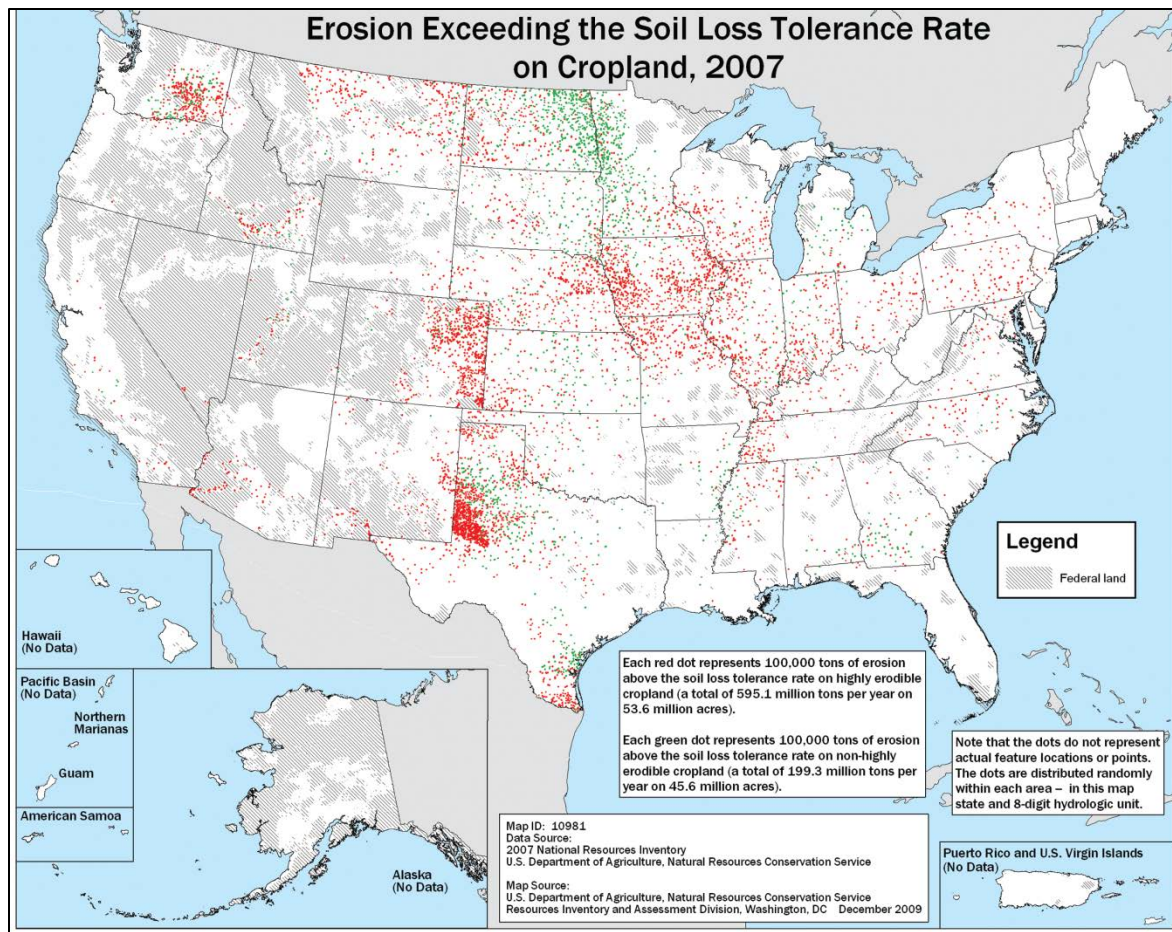 Erosion Exceeding the Soil Loss Tolerance Rate
on Cropland, 2007
Legend
Federal land
Hawaii
(No Data)
Pacific Basin
(No Data)
Northern
Marianas
Guam
American Samoa
Alaska
(No Data)
Each red dot represents 100,000 tons of erosion
above the soil loss tolerance rate on highly erodible
cropland (a total of 595.1 million tons per year on
53.6 million acres).
Each green dot represents 100,000 tons of erosion
above the soil loss tolerance rate on non-highly
erodible cropland (a total of 199.3 million tons per
year on 45.6 million acres).
Note that the dots do not represent
actual feature locations or points.
The dots are distributed randomly
within each area – in this map
state and 8-digit hydrologic unit.
Map ID: 10981
Data Source:
2007 National Resources Inventory
U.S. Department of Agriculture, Natural Resources Conservation Service
Map Source:
U.S. Department of Agriculture, Natural Resources Conservation Service
Resources Inventory and Assessment Division, Washington, DC December 2009
Puerto Rico and U.S. Virgin Islands
(No Data)